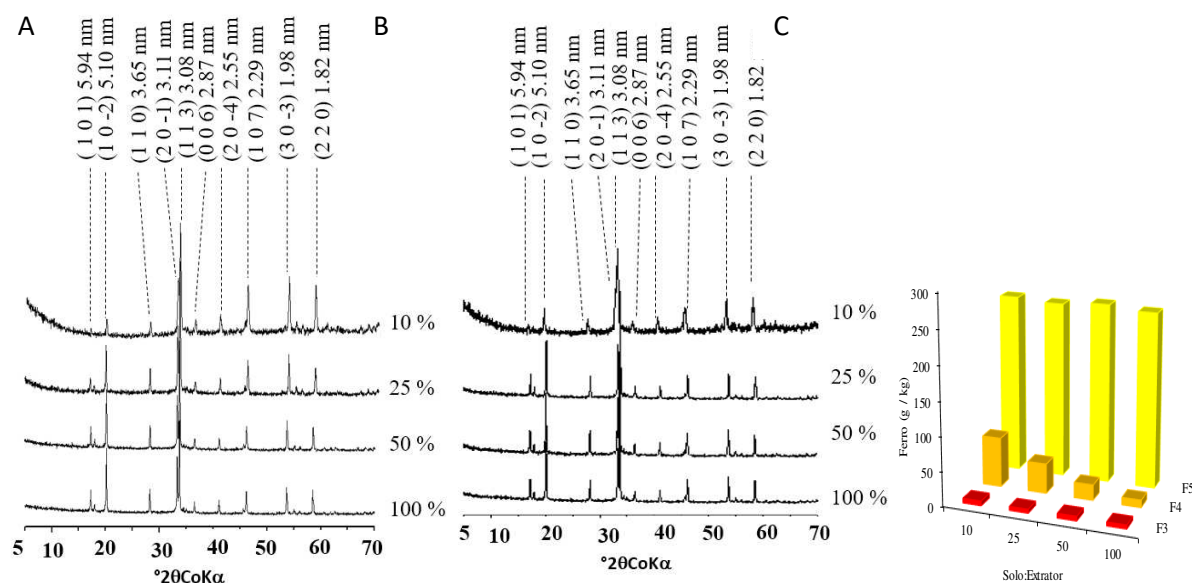 A
( 1 0 1) 5.94 nm
( 1 0 -2) 5.10 nm
(1 1 0) 3.65 nm
(2 0 -1) 3.11 nm
(1 1 3) 3.08 nm
(0 0 6) 2.87 nm
(2 0 -4) 2.55 nm
(1 0 7) 2.29 nm
(3 0 -3) 1.98 nm
(2 2 0) 1.82 nm
10 %
25 %
50 %
100 %
5 10 20 30 40 50 60 70
°2θCoKα
B
( 1 0 1) 5.94 nm
( 1 0 -2) 5.10 nm
(1 1 0) 3.65 nm
(2 0 -1) 3.11 nm
(1 1 3) 3.08 nm
(0 0 6) 2.87 nm
(2 0 -4) 2.55 nm
(1 0 7) 2.29 nm
(3 0 -3) 1.98 nm
(2 2 0) 1.82
10 %
25 %
50 %
100 %
5 10 20 30 40 50 60 70
°2θCoKα
C
Ferro (g / kg)
300
250
200
150
100
50
0
10 25 50 100
Solo:Extrator
F5
F4
F3